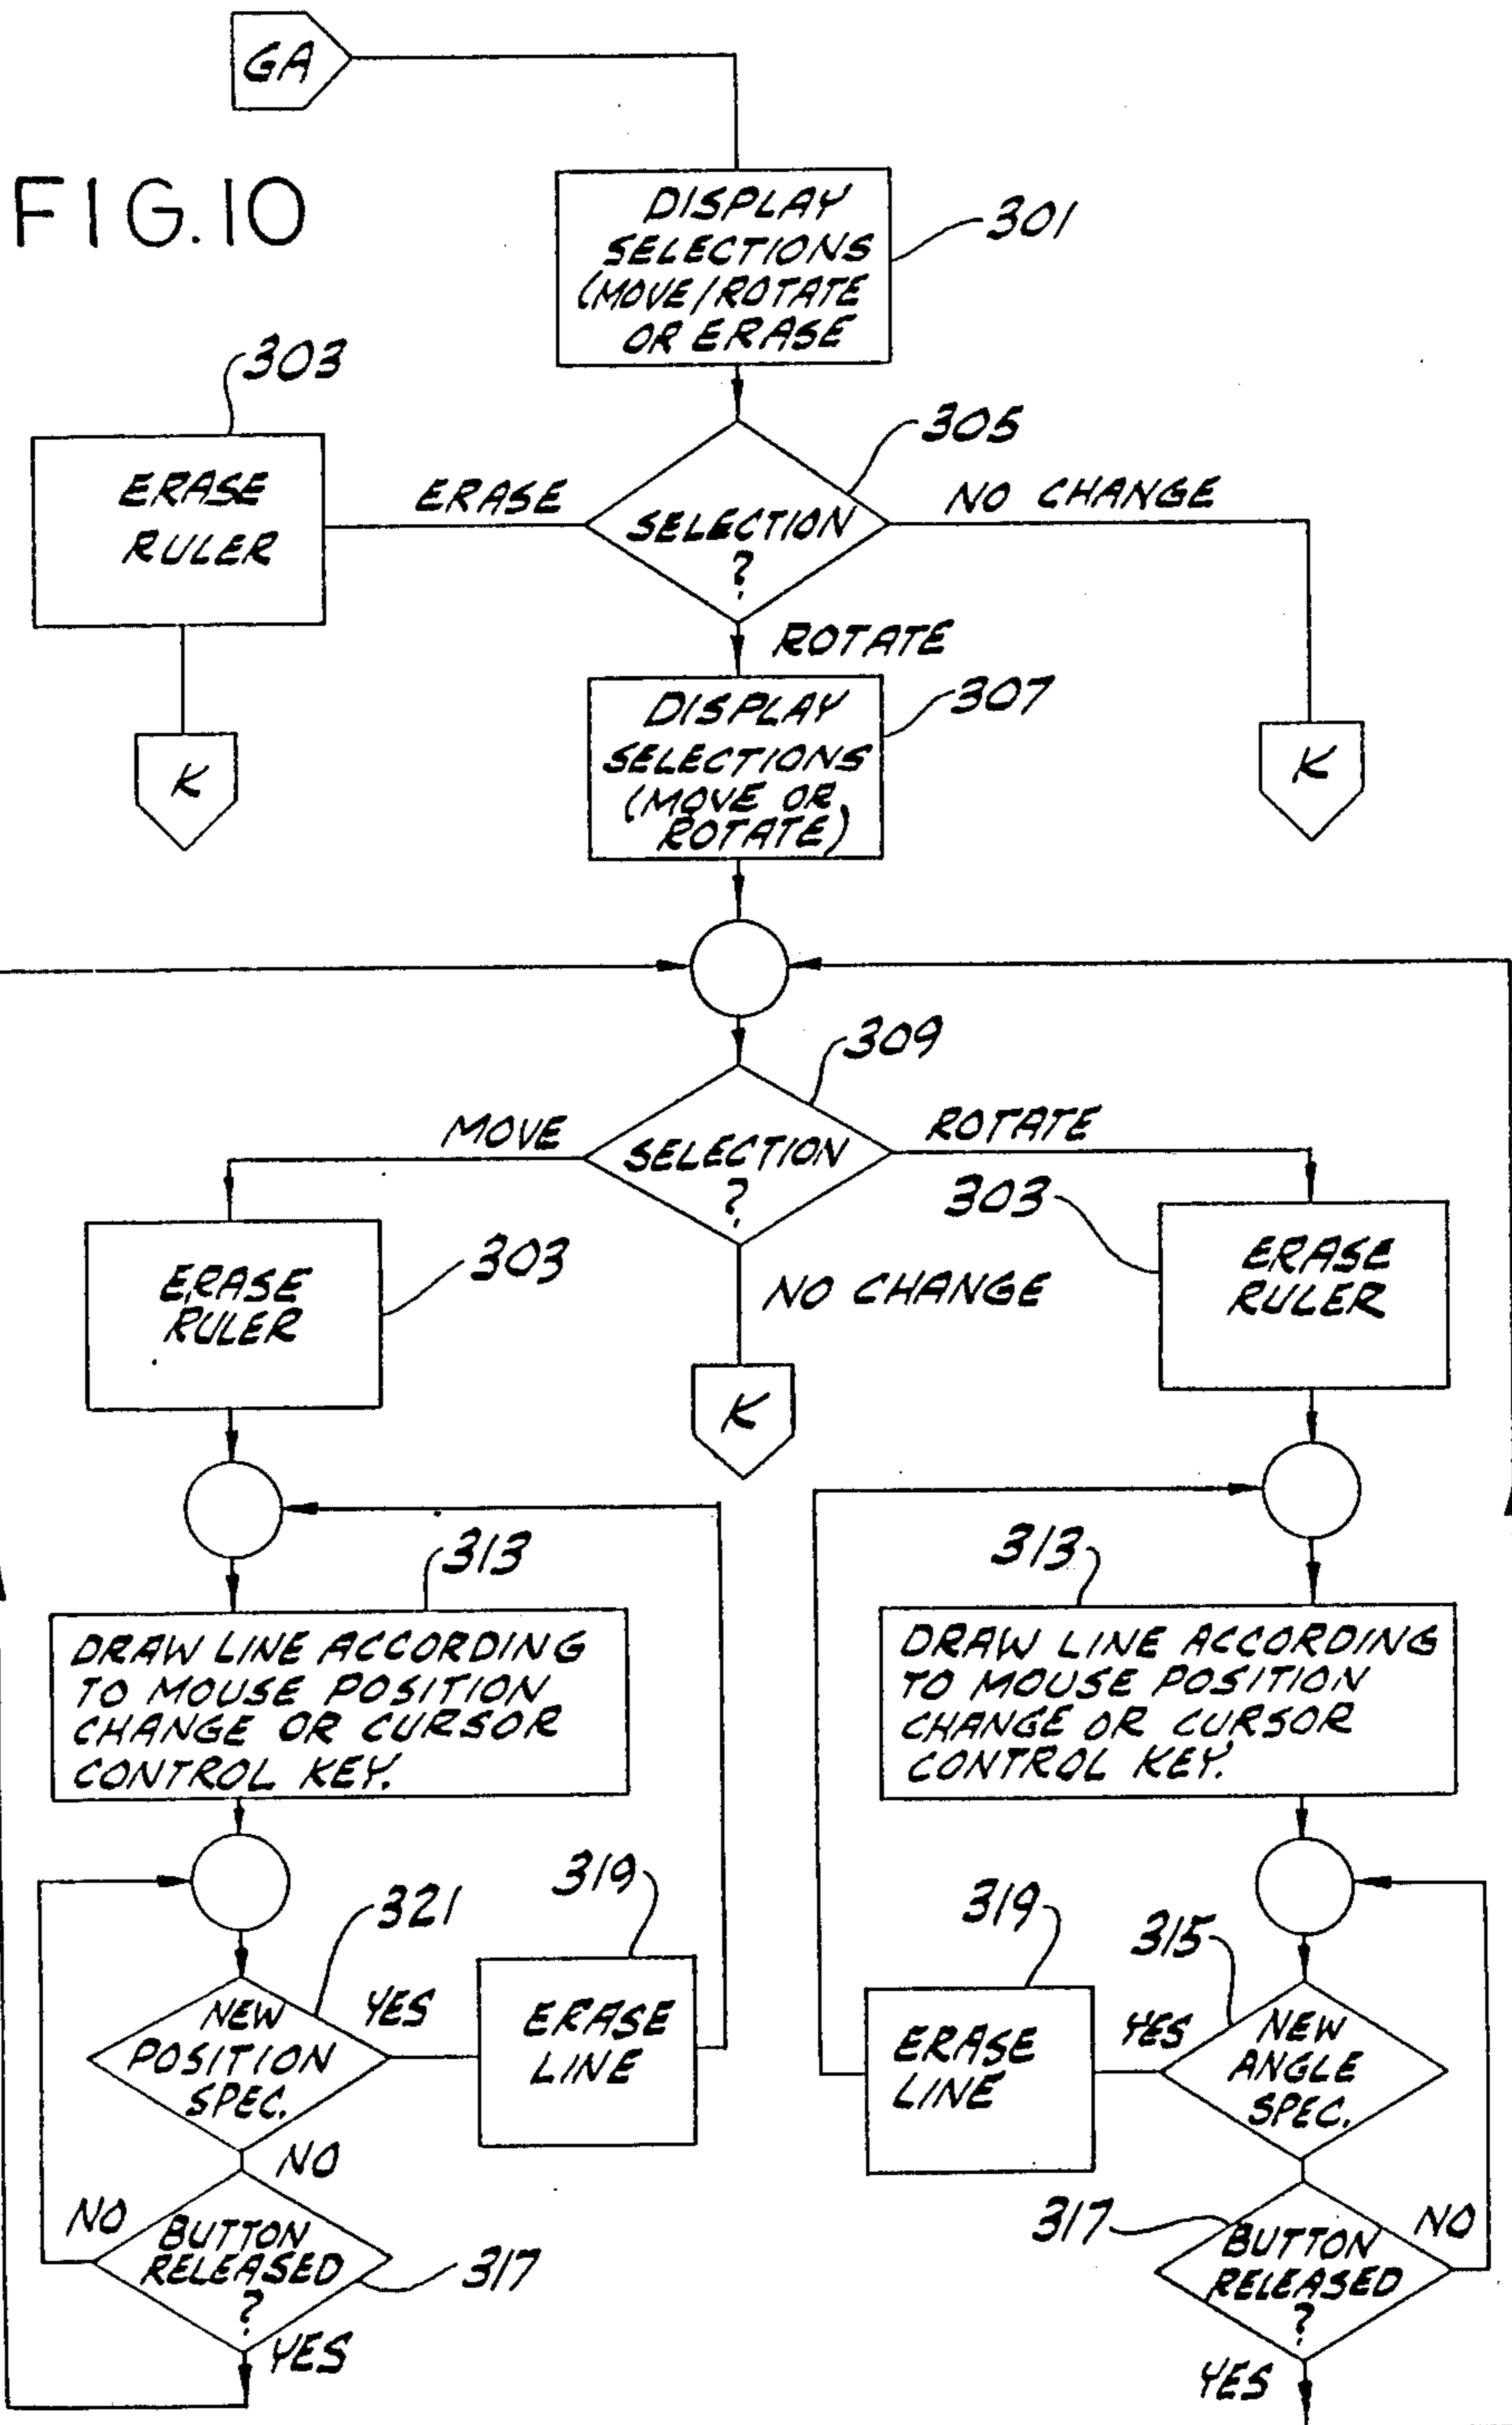 GA
FIG.10
DISPLAY
SELECTIONS
(MOVE/ROTATE
OR ERASE
301
303
305
ERASE
RULER
ERASE
SELECTION
?
NO CHANGE
ROTATE
K
DISPLAY
SELECTIONS
(MOVE OR
ROTATE)
307
K
309
MOVE
SELECTION
?
ROTATE
303
ERASE
RULER
303
NO CHANGE
ERASE
RULER
K
313
313
DRAW LINE ACCORDING
TO MOUSE POSITION
CHANGE OR CURSOR
CONTROL KEY.
DRAW LINE ACCORDING
TO MOUSE POSITION
CHANGE OR CURSOR
CONTROL KEY.
321
319
319
315
NEW
POSITION
SPEC.
YES
ERASE
LINE
ERASE
LINE
YES
NEW
ANGLE
SPEC.
NO
NO
BUTTON
RELEASED
?
317
YES
317
BUTTON
RELEASED
?
NO
YES